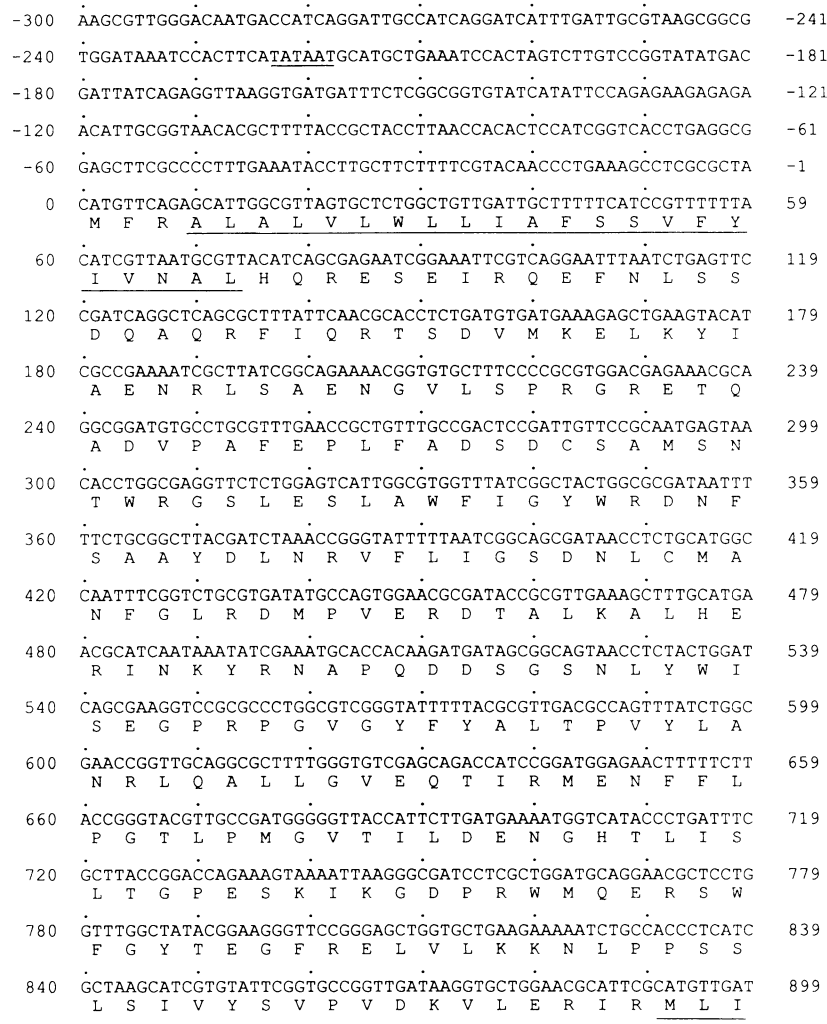 -300 AAGCGTTGGGACAATGACCATCAGGATTGCCATCAGGATCATTTGATTGCGTAAGCGGCG -241
-240 TGGATAAATCCACTTCATATAATGCATGCTGAAATCCACTAGTCTTGTCCGGTATATGAC -181
-180 GATTATCAGAGGTTAAGGTGATGATTTCTCGGCGGTGTATCATATTCCAGAGAAGAGAGA -121
-120 ACATTGCGGTAACACGCTTTTACCGCTACCTTAACCACACTCCATCGGTCACCTGAGGCG -61
-60 GAGCTTCGCCCCTTTGAAATACCTTGCTTCTTTTCGTACAACCCTGAAAGCCTCGCGCTA -1
0 CATGTTCAGAGCATTGGCGTTAGTGCTCTGGCTGTTGATTGCTTTTTCATCCGTTTTTTA 59
M F R A L A L V L W L L I A F S S V F Y
60 CATCGTTAATGCGTTACATCAGCGAGAATCGGAAATTCGTCAGGAATTTAATCTGAGTTC 119
I V N A L H Q R E S E I R Q E F N L S S
120 CGATCAGGCTCAGCGCTTTATTCAACGCACCTCTGATGTGATGAAAGAGCTGAAGTACAT 179
D Q A Q R F I Q R T S D V M K E L K Y I
180 CGCCGAAAATCGCTTATCGGCAGAAAACGGTGTGCTTTCCCCGCGTGGACGAGAAACGCA 239
A E N R L S A E N G V L S P R G R E T Q
240 GGCGGATGTGCCTGCGTTTGAACCGCTGTTTGCCGACTCCGATTGTTCCGCAATGAGTAA 299
A D V P A F E P L F A D S D C S A M S N
300 CACCTGGCGAGGTTCTCTGGAGTCATTGGCGTGGTTTATCGGCTACTGGCGCGATAATTT 359
T W R G S L E S L A W F I G Y W R D N F
360 TTCTGCGGCTTACGATCTAAACCGGGTATTTTTAATCGGCAGCGATAACCTCTGCATGGC 419
S A A Y D L N R V F L I G S D N L C M A
420 CAATTTCGGTCTGCGTGATATGCCAGTGGAACGCGATACCGCGTTGAAAGCTTTGCATGA 479
N F G L R D M P V E R D T A L K A L H E
480 ACGCATCAATAAATATCGAAATGCACCACAAGATGATAGCGGCAGTAACCTCTACTGGAT 539
R I N K Y R N A P Q D D S G S N L Y W I
540 CAGCGAAGGTCCGCGCCCTGGCGTCGGGTATTTTTACGCGTTGACGCCAGTTTATCTGGC 599
S E G P R P G V G Y F Y A L T P V Y L A
600 GAACCGGTTGCAGGCGCTTTTGGGTGTCGAGCAGACCATCCGGATGGAGAACTTTTTCTT 659
N R L Q A L L G V E Q T I R M E N F F L
660 ACCGGGTACGTTGCCGATGGGGGTTACCATTCTTGATGAAAATGGTCATACCCTGATTTC 719
P G T L P M G V T I L D E N G H T L I S
720 GCTTACCGGACCAGAAAGTAAAATTAAGGGCGATCCTCGCTGGATGCAGGAACGCTCCTG 779
L T G P E S K I K G D P R W M Q E R S W
780 GTTTGGCTATACGGAAGGGTTCCGGGAGCTGGTGCTGAAGAAAAATCTGCCACCCTCATC 839
F G Y T E G F R E L V L K K N L P P S S
840 GCTAAGCATCGTGTATTCGGTGCCGGTTGATAAGGTGCTGGAACGCATTCGCATGTTGAT 899
L S I V Y S V P V D K V L E R I R M L I